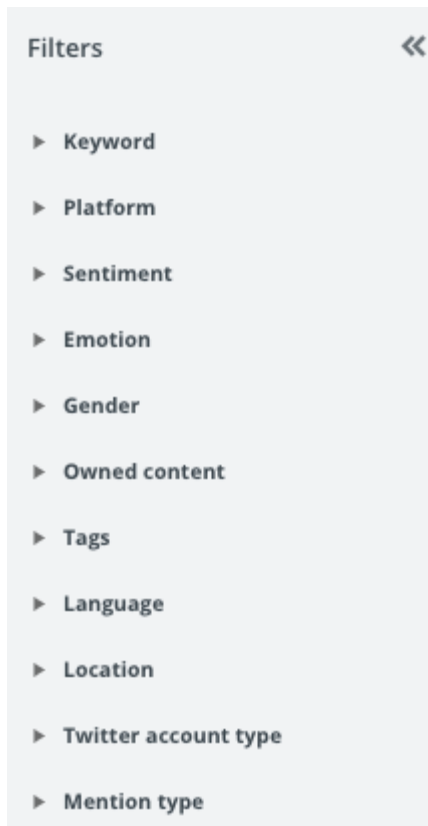 Filters
Keyword
Platform
Sentiment
Emotion
Gender
Owned content
Tags
Language
Location
Twitter account type
Mention type